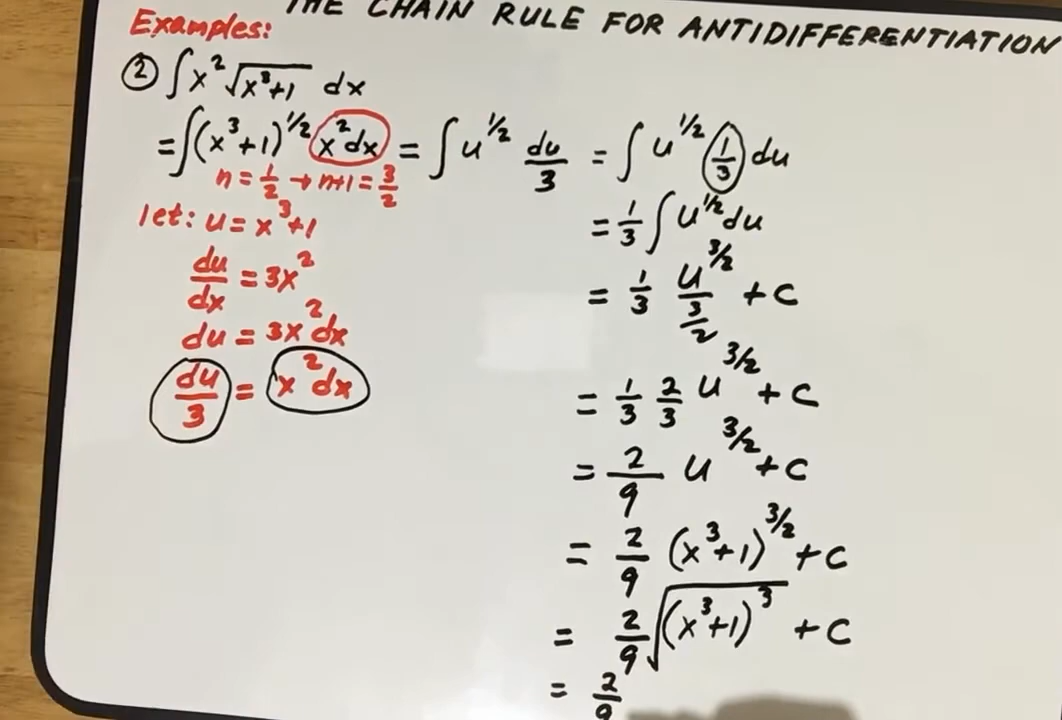 THE CHAIN RULE FOR ANTIDIFFERENTIATION
Examples:
② ∫x²√(x³+1) dx
= ∫(x³+1)^1/2 x²dx = ∫u^1/2 du/3 = ∫u^1/2 (1/3) du
n = 1/2 → n+1 = 3/2
let: u = x³+1
du/dx = 3x²
du = 3x²dx
du/3 = x²dx
= 1/3 ∫u^1/2 du
= 1/3 u^3/2 / (3/2) + C
= 1/3 2/3 u^3/2 + C
= 2/9 u^3/2 + C
= 2/9 (x³+1)^3/2 + C
= 2/9 √((x³+1)³) + C
= 2/9